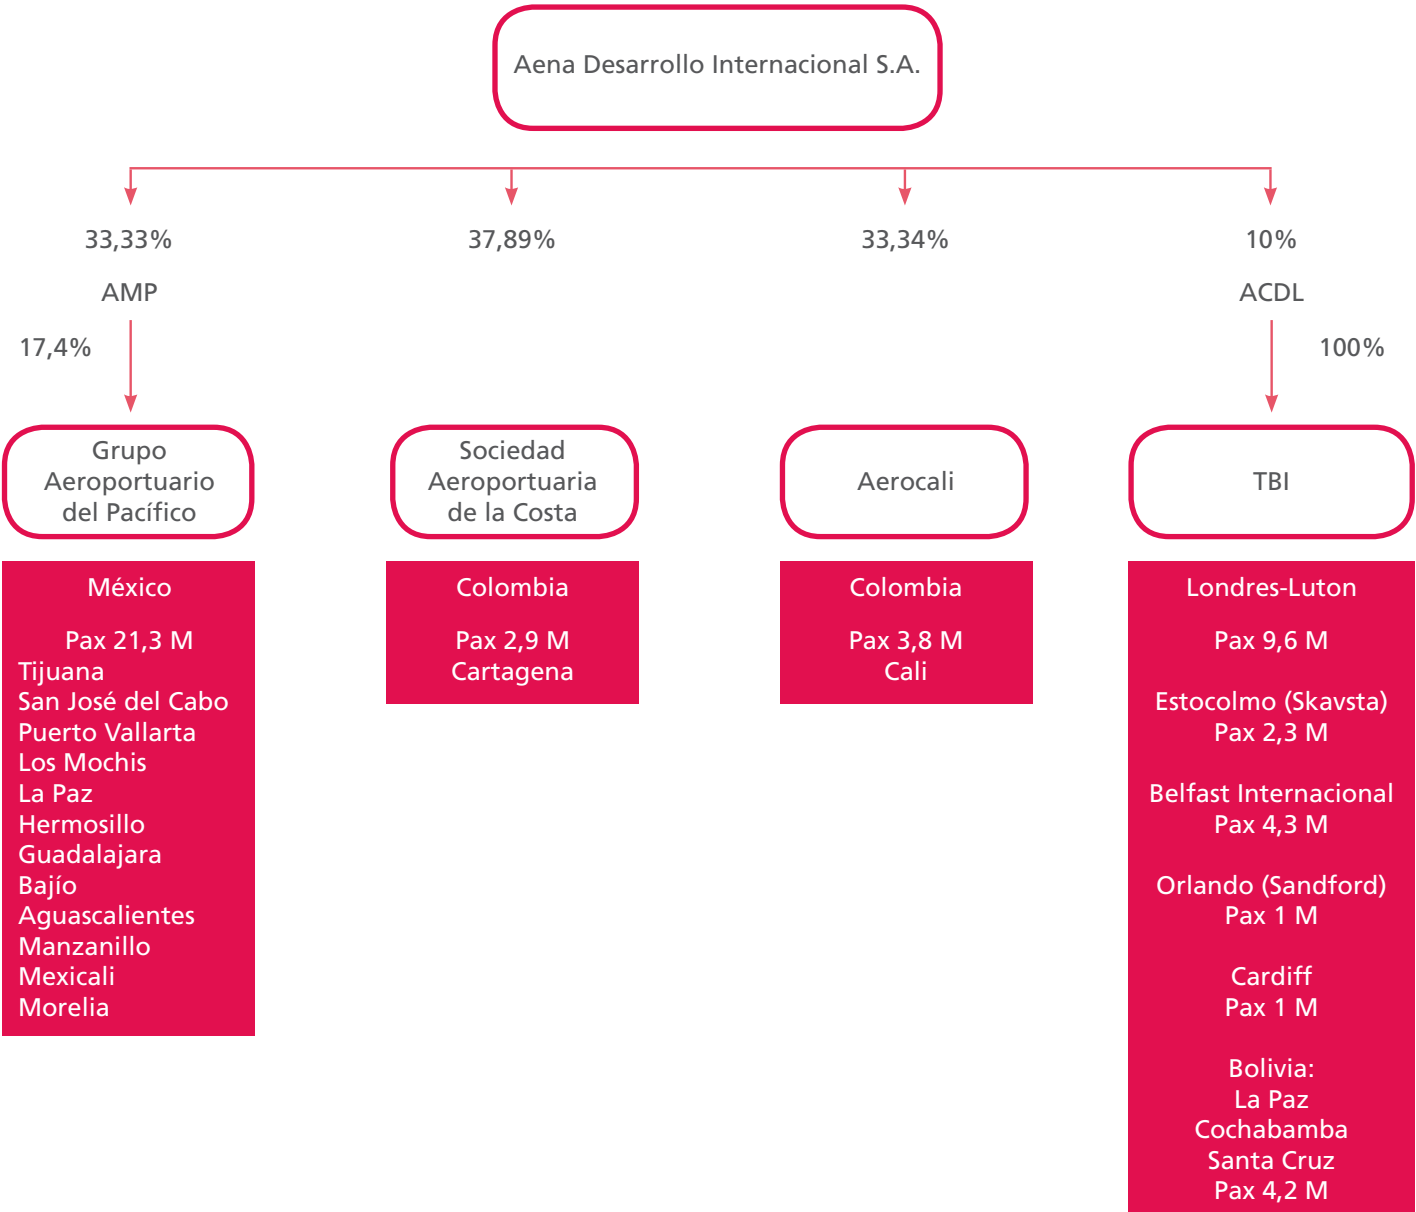 Aena Desarrollo Internacional S.A.
33,33%
AMP
17,4%
Grupo
Aeroportuario
del Pacífico
México
Pax 21,3 M
Tijuana
San José del Cabo
Puerto Vallarta
Los Mochis
La Paz
Hermosillo
Guadalajara
Bajío
Aguascalientes
Manzanillo
Mexicali
Morelia
37,89%
Sociedad
Aeroportuaria
de la Costa
Colombia
Pax 2,9 M
Cartagena
33,34%
Aerocali
Colombia
Pax 3,8 M
Cali
10%
ACDL
100%
TBI
Londres-Luton
Pax 9,6 M
Estocolmo (Skavsta)
Pax 2,3 M
Belfast Internacional
Pax 4,3 M
Orlando (Sandford)
Pax 1 M
Cardiff
Pax 1 M
Bolivia:
La Paz
Cochabamba
Santa Cruz
Pax 4,2 M